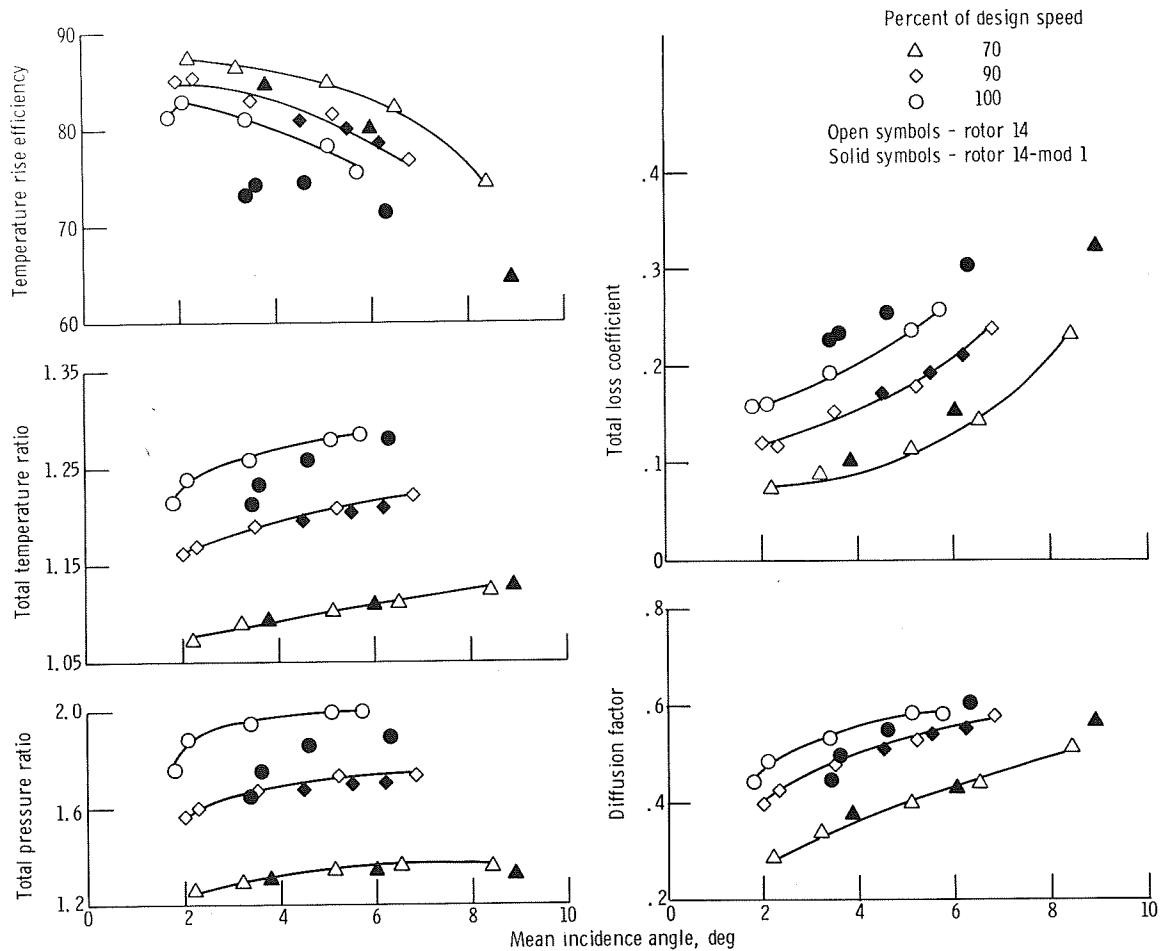 Percent of design speed
70
90
100
Open symbols - rotor 14
Solid symbols - rotor 14-mod 1
Temperature rise efficiency
90
80
70
60
Total temperature ratio
1.35
1.25
1.15
1.05
Total pressure ratio
2.0
1.6
1.2
0 2 4 6 8 10
Total loss coefficient
.4
.3
.2
.1
0
Diffusion factor
.8
.6
.4
.2
0 2 4 6 8 10
Mean incidence angle, deg